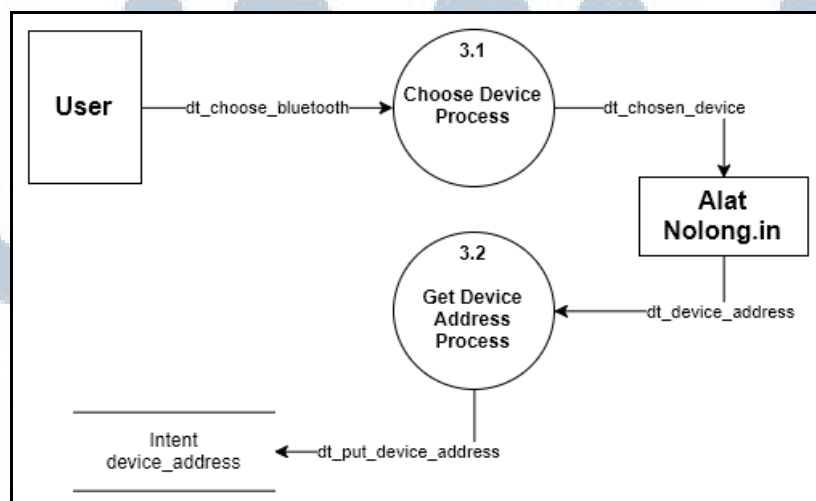 3.1
User
dt_choose_bluetooth
Choose Device
Process
dt_chosen_device
Alat
Nolong.in
3.2
Get Device
Address
Process
dt_device_address
Intent
device_address
dt_put_device_address